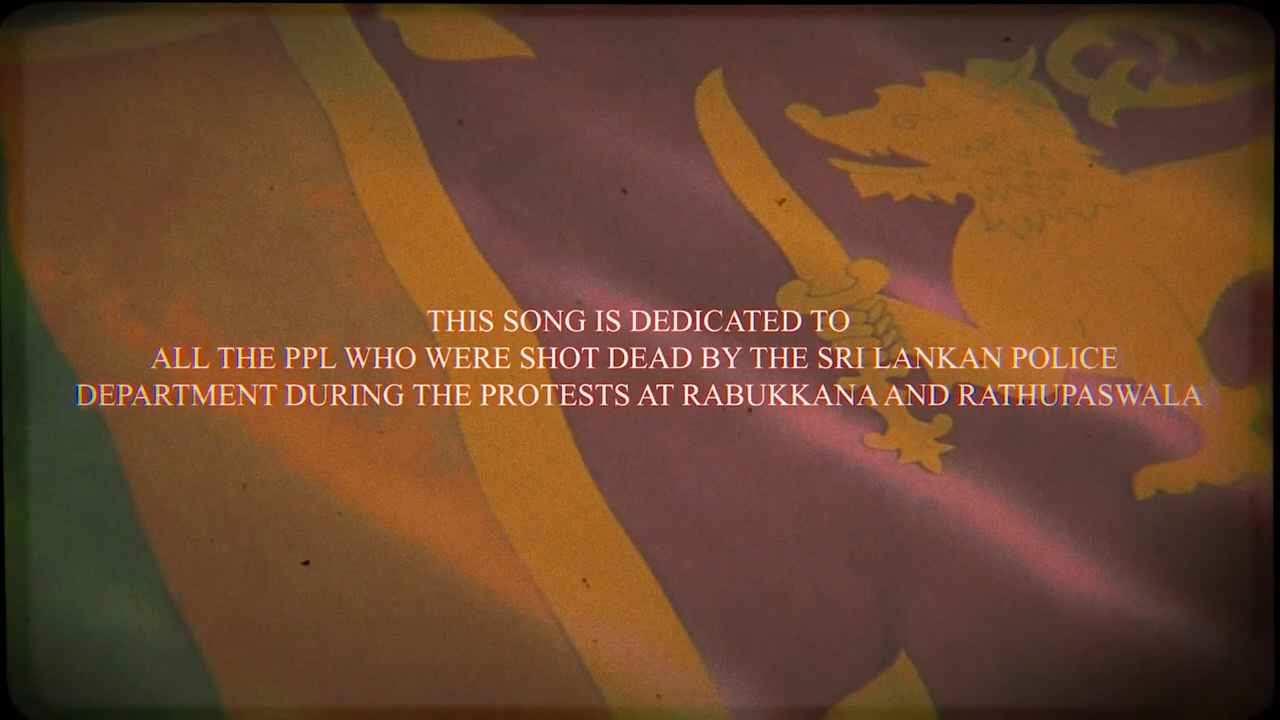 THIS SONG IS DEDICATED TO
ALL THE PPL WHO WERE SHOT DEAD BY THE SRI LANKAN POLICE
DEPARTMENT DURING THE PROTESTS AT RABUKKANA AND RATHUPASWALA